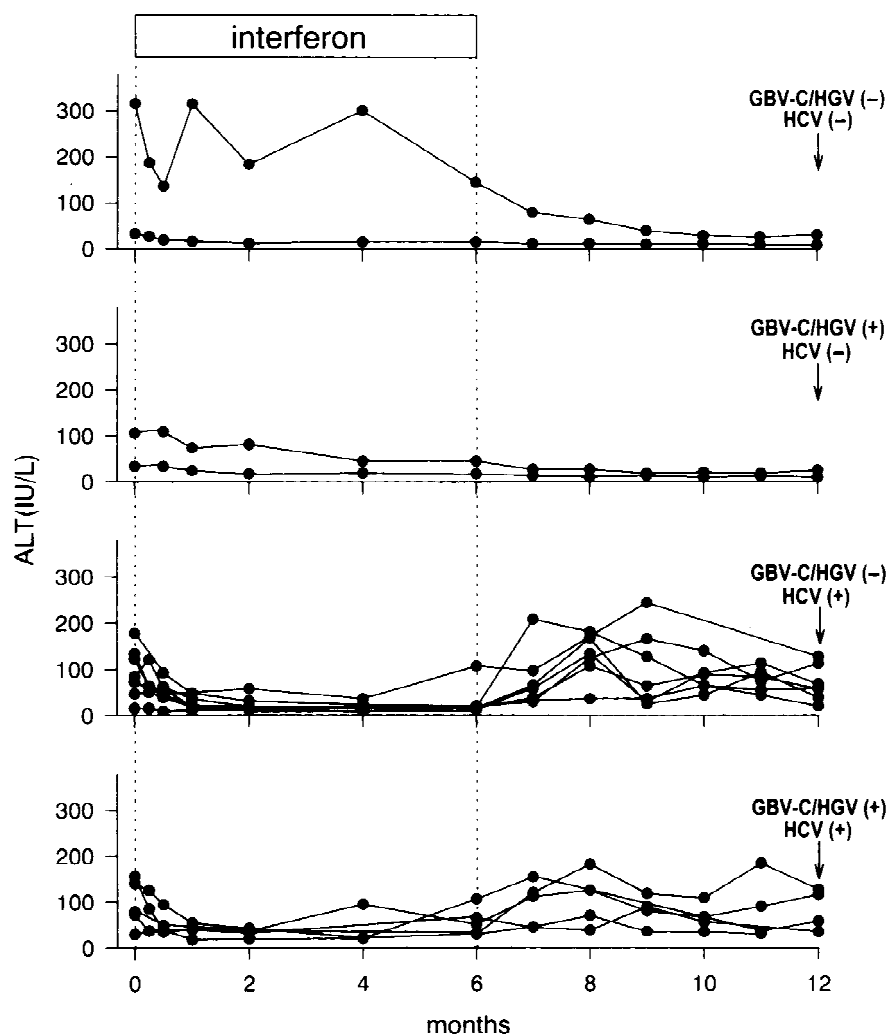 interferon
300
200
100
0
GBV-C/HGV (–)
HCV (–)
300
200
100
0
GBV-C/HGV (+)
HCV (–)
ALT(IU/L)
300
200
100
0
GBV-C/HGV (–)
HCV (+)
300
200
100
0
GBV-C/HGV (+)
HCV (+)
0 2 4 6 8 10 12
months